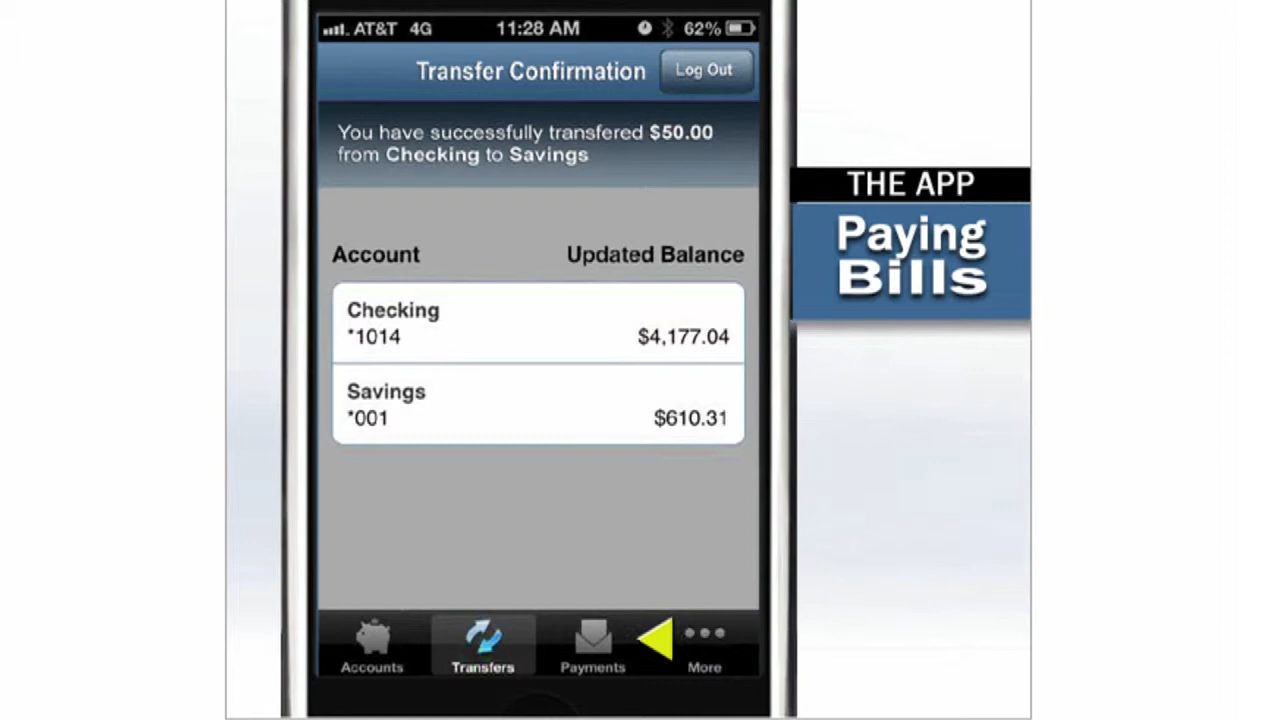 AT&T 4G 11:28 AM 62%
Transfer Confirmation Log Out
You have successfully transfered $50.00
from Checking to Savings
THE APP
Paying
Bills
Account Updated Balance
Checking
*1014 $4,177.04
Savings
*001 $610.31
Accounts Transfers Payments More